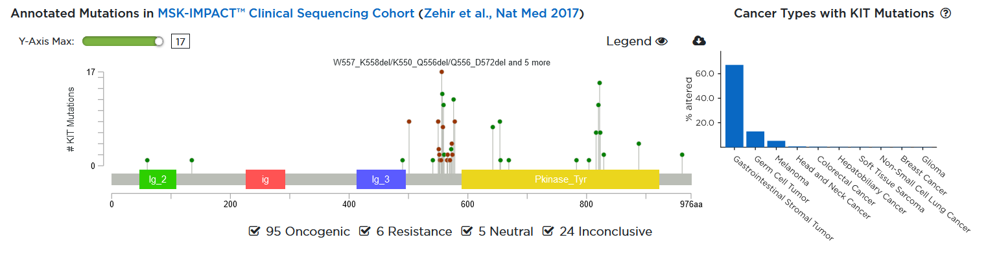 Annotated Mutations in MSK-IMPACT™ Clinical Sequencing Cohort (Zehir et al., Nat Med 2017)
Y-Axis Max: 17
Legend
W557_K558del/K550_Q556del/Q556_D572del and 5 more
17
# KIT Mutations
0
Ig_2
ig
Ig_3
Pkinase_Tyr
0
200
400
600
800
976aa
95 Oncogenic
6 Resistance
5 Neutral
24 Inconclusive
Cancer Types with KIT Mutations
% altered
60.0
40.0
20.0
Gastrointestinal Stromal Tumor
Germ Cell Tumor
Melanoma
Head and Neck Cancer
Colorectal Cancer
Hepatobiliary Cancer
Soft Tissue Sarcoma
Non-Small Cell Lung Cancer
Breast Cancer
Glioma